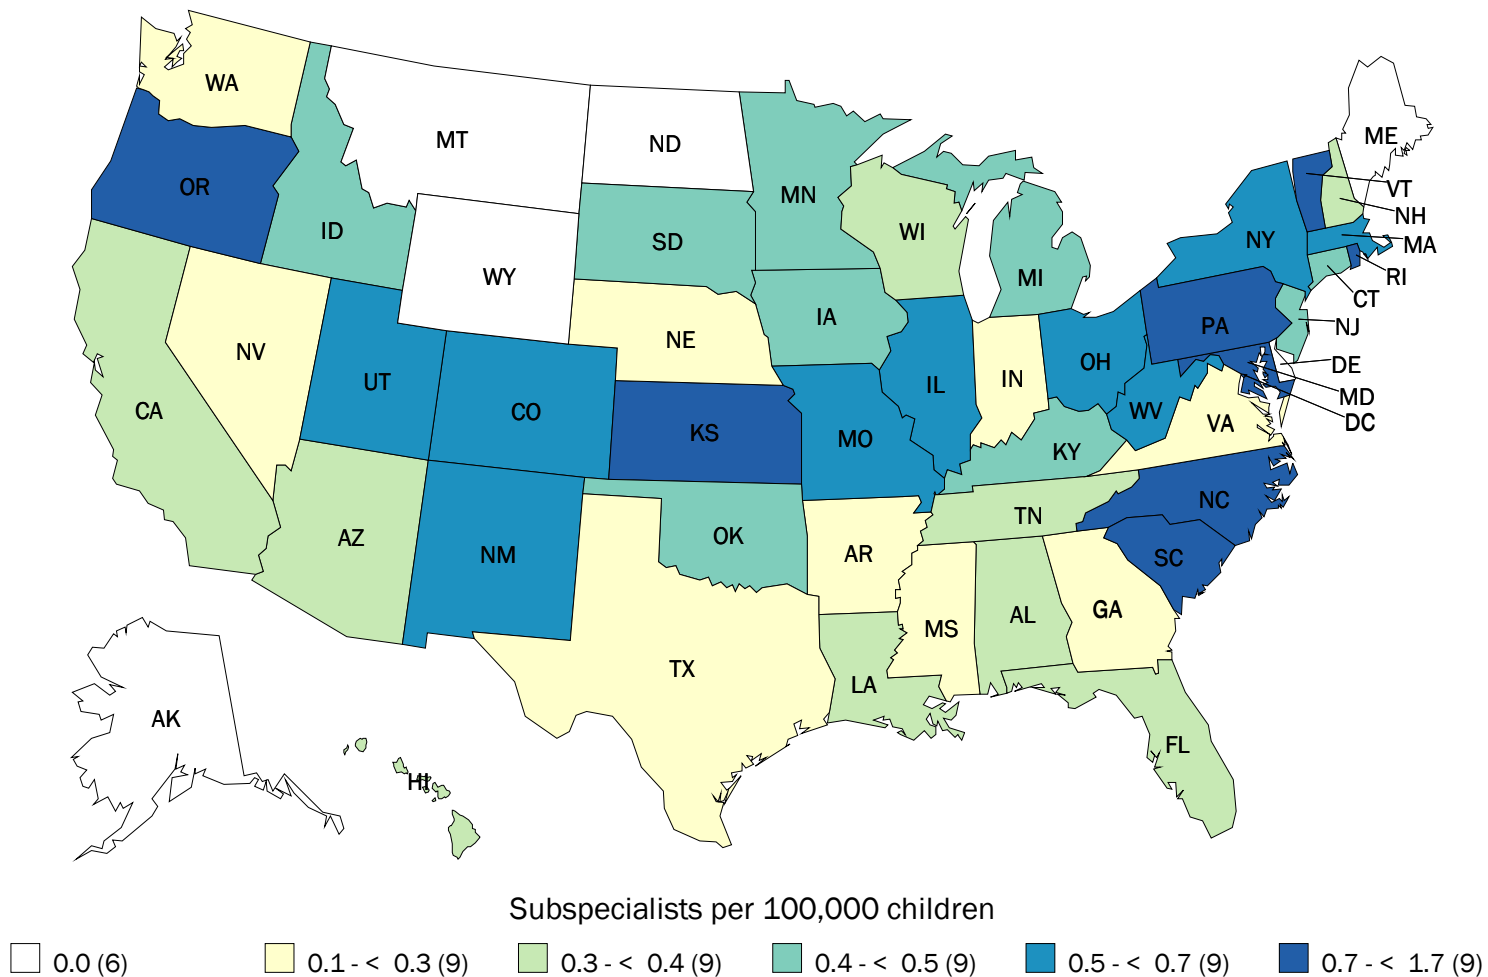 WA
MT
ND
ME
OR
MN
VT
ID
SD
WI
NH
NY
MA
WY
MI
RI
CT
IA
PA
NJ
NV
NE
OH
DE
UT
IL
IN
MD
CA
CO
WV
DC
KS
MO
VA
KY
NC
AZ
NM
OK
TN
AR
SC
MS
AL
GA
TX
LA
AK
FL
HI
Subspecialists per 100,000 children
0.0 (6) 0.1 - < 0.3 (9) 0.3 - < 0.4 (9) 0.4 - < 0.5 (9) 0.5 - < 0.7 (9) 0.7 - < 1.7 (9)